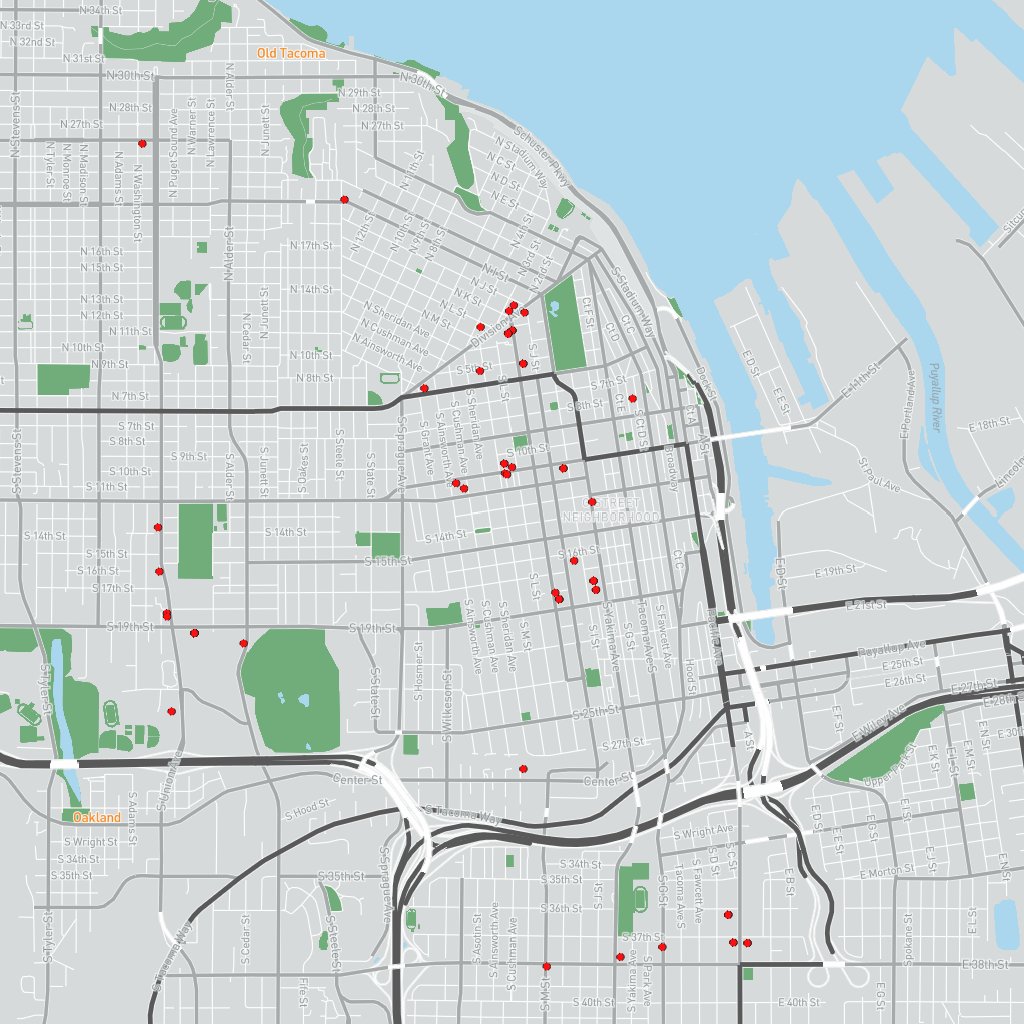 N 34th St
N 33rd St
N 32nd St
N 31st St
Old Tacoma
N 30th St
N 30th St
N Alder St
N 29th St
N 28th St
N 28th St
N 27th St
N 27th St
N Stevens St
N Tyler St
N Monroe St
N Madison St
N Adams St
N Washington St
N Puget Sound Ave
N Warner St
N Lawrence St
N Junett St
N 11th St
Schuster Pkwy
N Stadium Way
N C St
N D St
N E St
N 4th St
N 3rd St
N 2nd St
N 12th St
N 10th St
N 9th St
N 8th St
N 17th St
N 16th St
N 15th St
N Alder St
N 14th St
N 13th St
N 12th St
N 11th St
N 10th St
N 9th St
N 10th St
N 8th St
N 7th St
N Cedar St
N Junett St
N I St
N J St
N K St
N L St
N M St
N Sheridan Ave
N Cushman Ave
N Ainsworth Ave
Division Ave
S Stadium Way
Ct F St
Ct C
Ct D
Dock St
E D St
E E St
E 14th St
E Portland Ave
Puyallup River
E 18th St
St Paul Ave
Lincoln
S 5th St
S J St
S 7th St
S 8th St
Ct E
S Ct D St
Ct A
A St
Broadway
S 7th St
S 8th St
S 9th St
S 10th St
S 11th St
S Stevens St
S Alder St
S Junett St
S Oakes St
S Steele St
S State St
S Sprague Ave
S Grant Ave
S Ainsworth Ave
S Cushman Ave
S Sheridan Ave
S 10th St
STREET
NEIGHBORHOOD
S 14th St
S 14th St
S 14th St
S 15th St
S 15th St
S 16th St
S 16th St
S 17th St
S 19th St
S 19th St
S L St
S I St
S Yakima Ave
S G St
Tacoma Ave S
S Fawcett Ave
Ct C
Hood St
Pacific Ave
E D St
E 19th St
E 21st St
Puyallup Ave
E 25th St
E 26th St
E 27th St
E 28th St
E Wiley Ave
S Ainsworth Ave
S Cushman Ave
S Sheridan Ave
S M St
S Hosmer St
S State St
S Wilkeson St
S 25th St
S 27th St
Center St
Center St
S Tyler St
S Union Ave
S Adams St
Oakland
S Hood St
S Tacoma Way
S Wright St
S 34th St
S 35th St
S 35th St
S Tyler St
S Tacoma Way
S Cedar St
Fife St
S Steele St
S Sprague Ave
S Asotin St
S Ainsworth Ave
S Cushman Ave
S 34th St
S 35th St
S 36th St
S 37th St
S M St
S J St
S 40th St
S Yakima Ave
S Park Ave
S G St
Tacoma Ave S
S Fawcett Ave
S D St
S C St
S Wright Ave
A St
E B St
E D St
E E St
E F St
E G St
E J St
E K St
E M St
E N St
E N St
E L St
Upper Park St
E Morton St
Spokane St
E G St
E 38th St
E 40th St